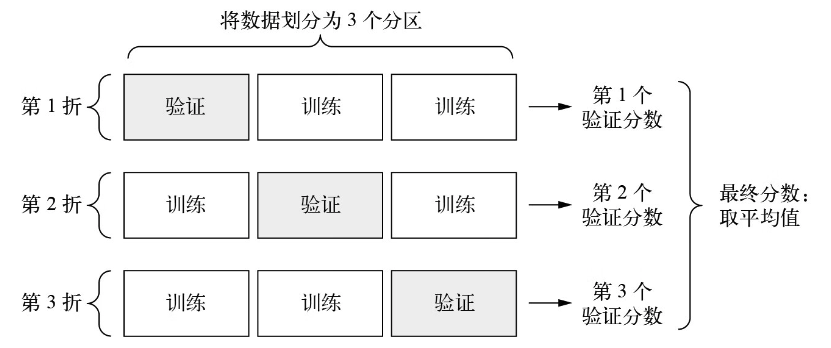 将数据划分为 3 个分区
第 1 折
验证
训练
训练
第 1 个
验证分数
第 2 折
训练
验证
训练
第 2 个
验证分数
最终分数：
取平均值
第 3 折
训练
训练
验证
第 3 个
验证分数